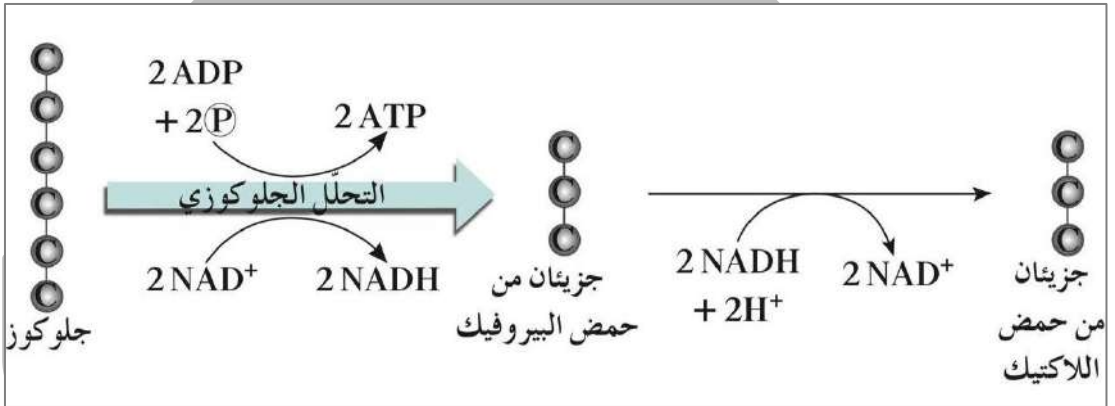 2 ADP
+ 2Ⓟ
2 ATP
التحلّل الجلوكوزي
2 NAD⁺
2 NADH
جلوكوز
C
C
C
C
C
C
C
C
C
جزيئان من
حمض البيروفيك
2 NADH
+ 2H⁺
2 NAD⁺
C
C
C
جزيئان
من حمض
اللاكتيك